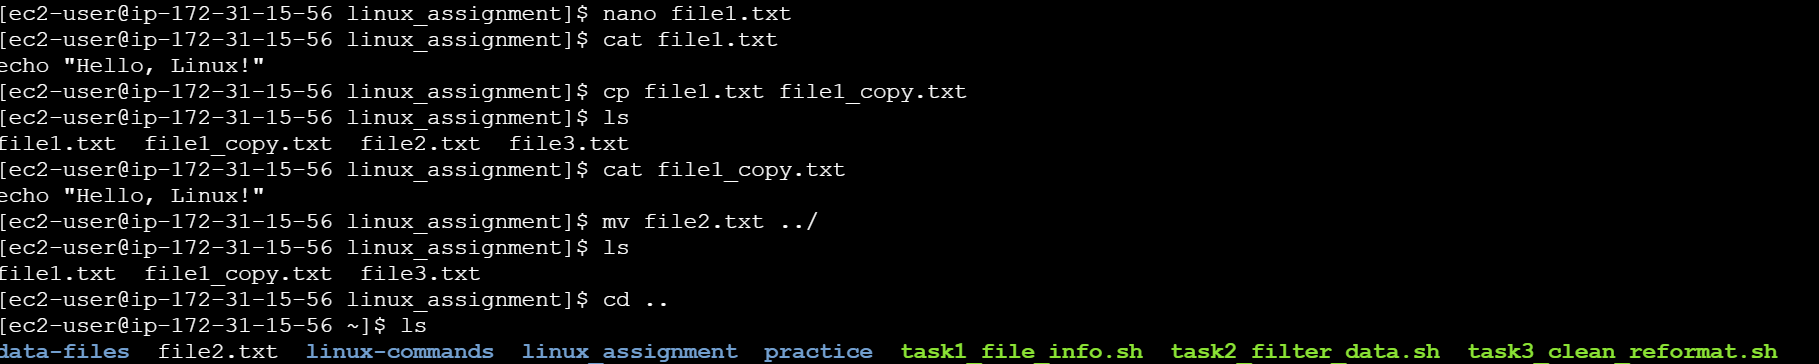 [ec2-user@ip-172-31-15-56 linux_assignment]$ nano file1.txt
[ec2-user@ip-172-31-15-56 linux_assignment]$ cat file1.txt
echo "Hello, Linux!"
[ec2-user@ip-172-31-15-56 linux_assignment]$ cp file1.txt file1_copy.txt
[ec2-user@ip-172-31-15-56 linux_assignment]$ ls
file1.txt  file1_copy.txt  file2.txt  file3.txt
[ec2-user@ip-172-31-15-56 linux_assignment]$ cat file1_copy.txt
echo "Hello, Linux!"
[ec2-user@ip-172-31-15-56 linux_assignment]$ mv file2.txt ../
[ec2-user@ip-172-31-15-56 linux_assignment]$ ls
file1.txt  file1_copy.txt  file3.txt
[ec2-user@ip-172-31-15-56 linux_assignment]$ cd ..
[ec2-user@ip-172-31-15-56 ~]$ ls
data-files  file2.txt  linux-commands  linux_assignment  practice  task1_file_info.sh  task2_filter_data.sh  task3_clean_reformat.sh